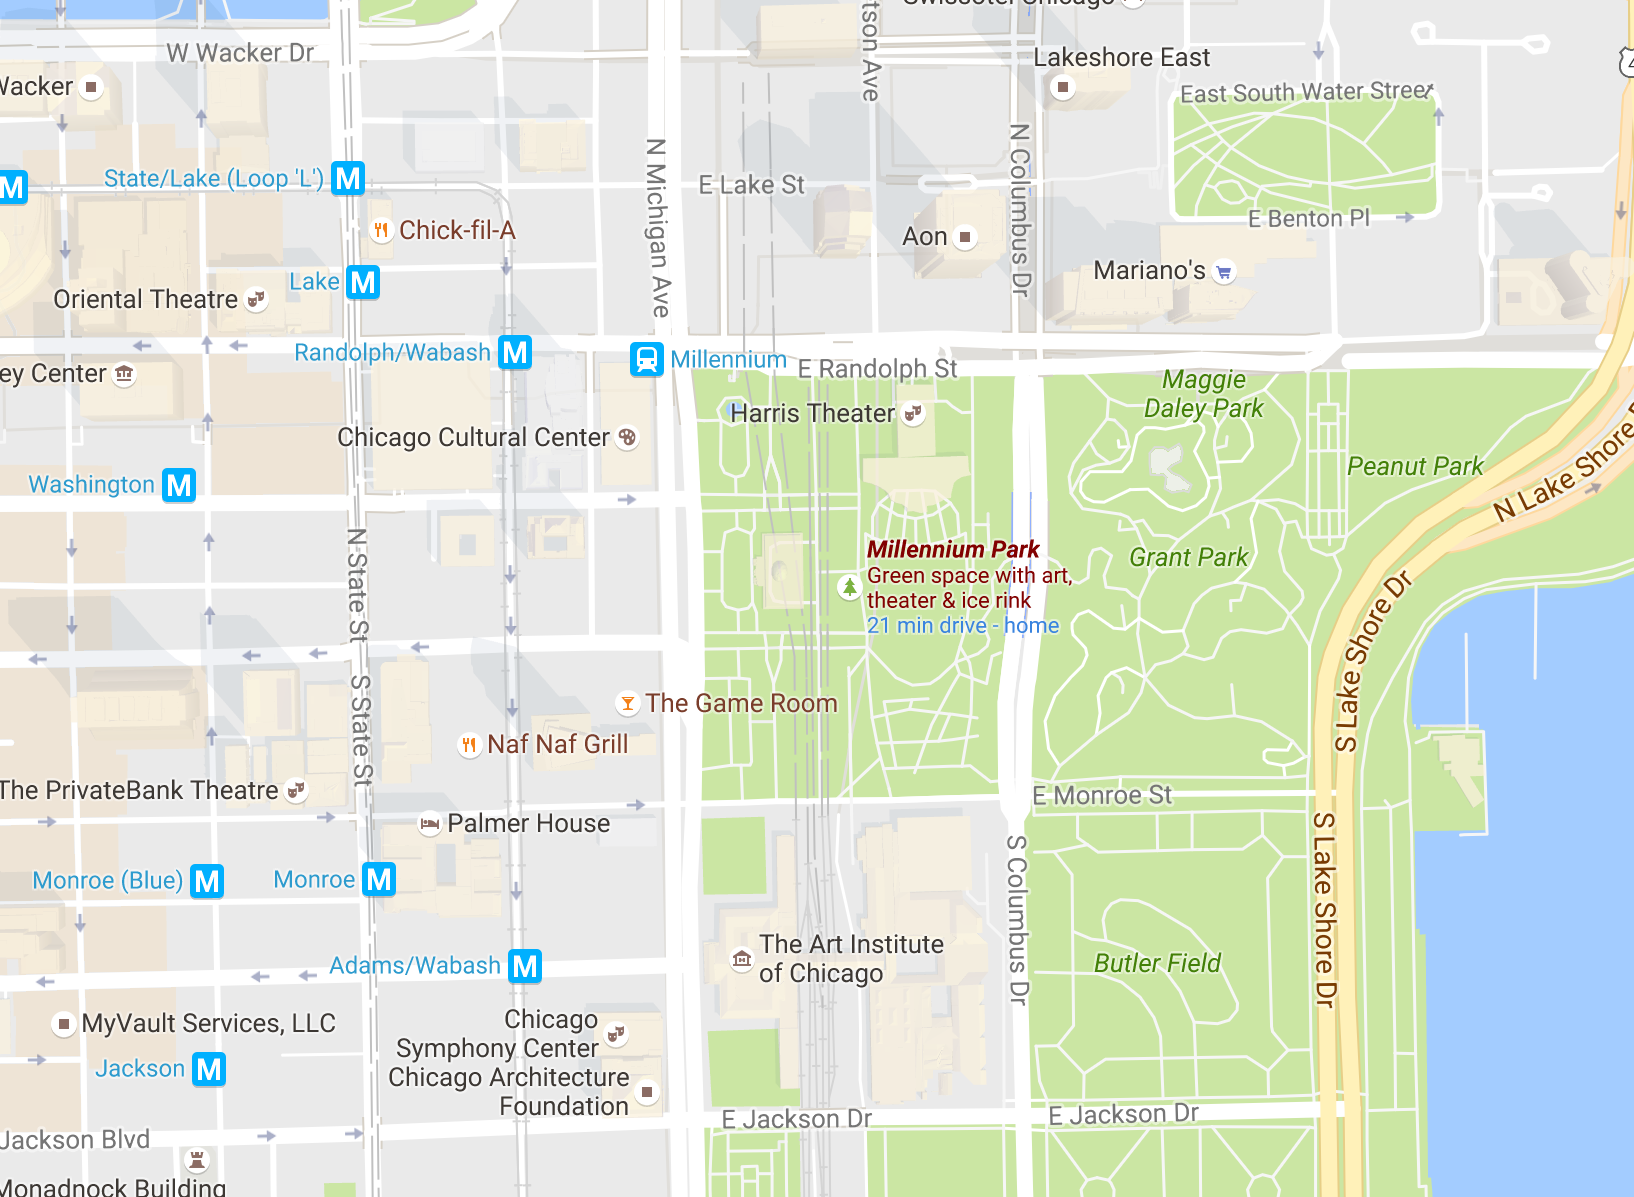 Swissotel Chicago
W Wacker Dr
Lakeshore East
Wacker
East South Water Street
N Michigan Ave
N Columbus Dr
State/Lake (Loop 'L')
E Lake St
E Benton Pl
Chick-fil-A
Aon
Mariano's
Lake
Oriental Theatre
Randolph/Wabash
Millennium
E Randolph St
ey Center
Maggie
Daley Park
Harris Theater
Chicago Cultural Center
Peanut Park
Washington
N Lake Shore
N State St
Millennium Park
Green space with art,
theater & ice rink
21 min drive - home
Grant Park
S Lake Shore Dr
S State St
The Game Room
Naf Naf Grill
The PrivateBank Theatre
E Monroe St
Palmer House
S Columbus Dr
S Lake Shore Dr
Monroe (Blue)
Monroe
The Art Institute
of Chicago
Butler Field
Adams/Wabash
MyVault Services, LLC
Chicago
Symphony Center
Jackson
Chicago Architecture
Foundation
E Jackson Dr
E Jackson Dr
Jackson Blvd
Monadnock Building
tson Ave
4
M
M
M
M
M
M
M
M
M
M